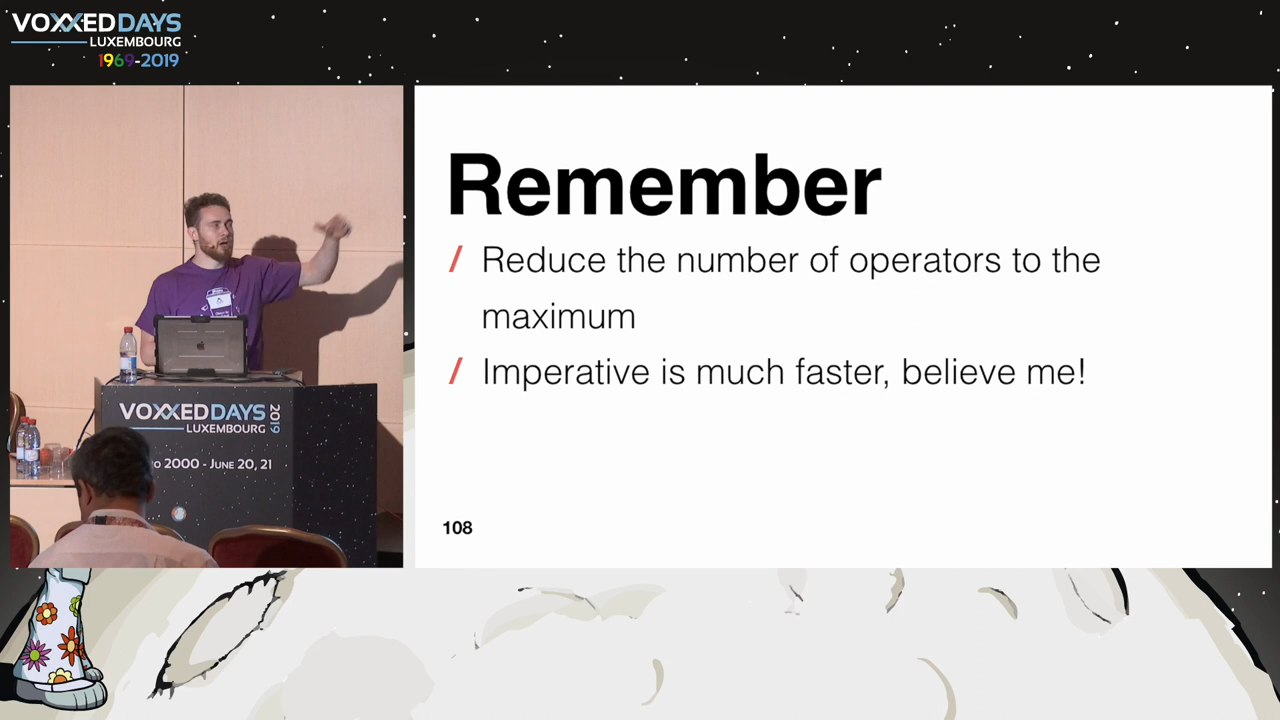 VOXXED DAYS
LUXEMBOURG
1969-2019
Remember
/ Reduce the number of operators to the
maximum
/ Imperative is much faster, believe me!
108
VOXXED DAYS 2019
LUXEMBOURG
2000 - JUNE 20, 21